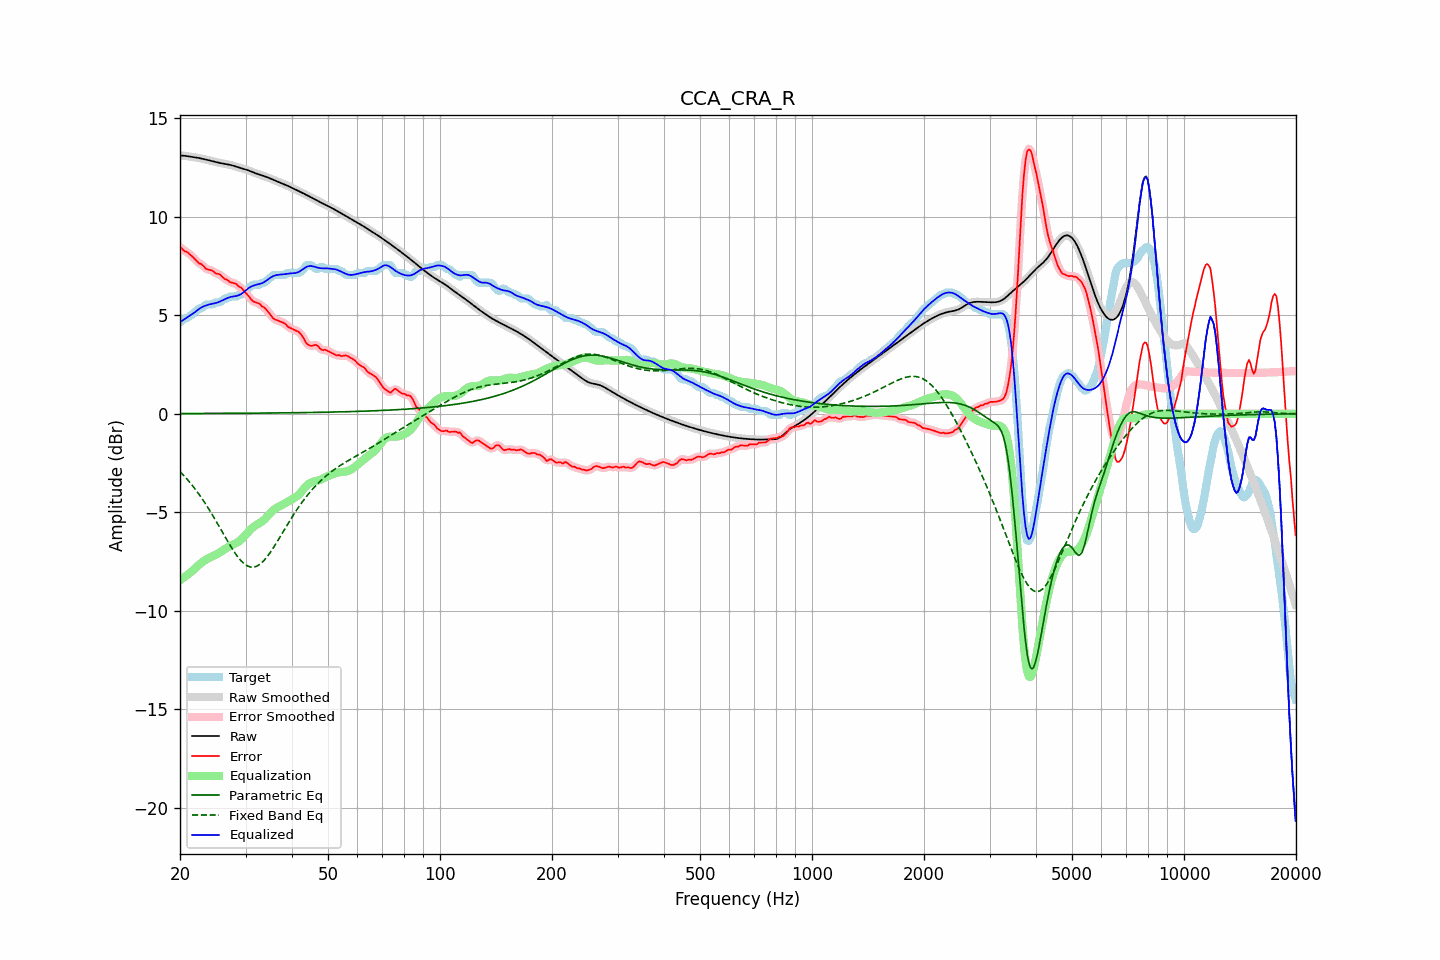 CCA_CRA_R
15
10
5
0
−5
−10
−15
−20
Amplitude (dBr)
Target
Raw Smoothed
Error Smoothed
Raw
Error
Equalization
Parametric Eq
Fixed Band Eq
Equalized
20 50 100 200 500 1000 2000 5000 10000 20000
Frequency (Hz)